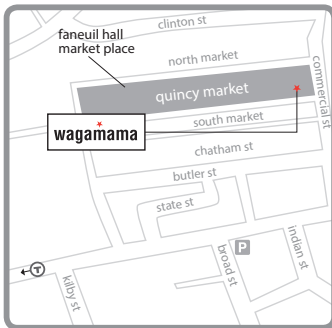 clinton st
faneuil hall
market place
north market
commercial st
quincy market
wagamama
south market
chatham st
butler st
state st
P
broad st
indian st
T
kilby st